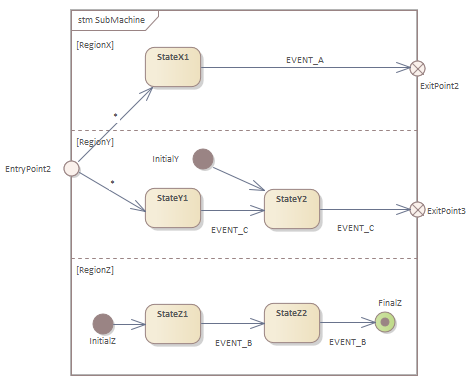 stm SubMachine
[RegionX]
StateX1
EVENT_A
ExitPoint2
*
[RegionY]
InitialY
EntryPoint2
*
StateY1
StateY2
EVENT_C
EVENT_C
ExitPoint3
[RegionZ]
FinalZ
StateZ1
StateZ2
InitialZ
EVENT_B
EVENT_B